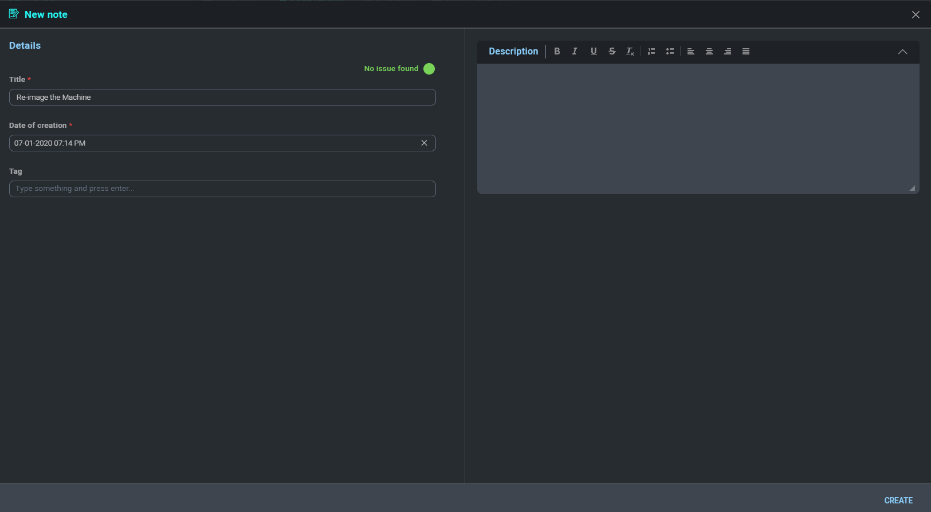 New note
Details
No issue found
Title *
Re-image the Machine
Date of creation *
07-01-2020 07:14 PM
Tag
Type something and press enter...
Description B I U S Tx
CREATE